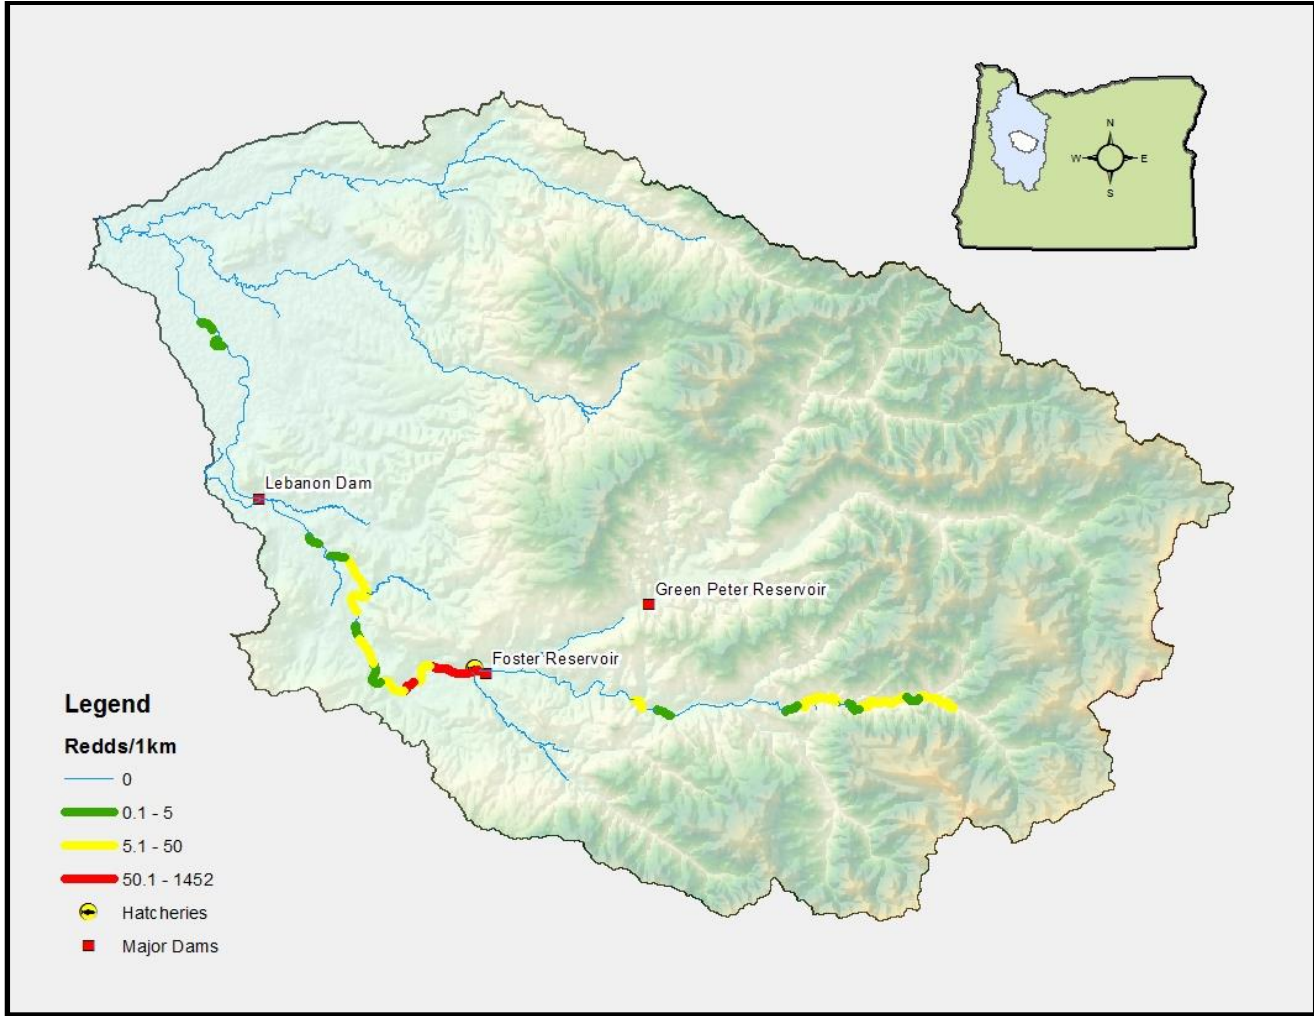 N
W
E
S
Lebanon Dam
Green Peter Reservoir
Foster Reservoir
Legend
Redds/1km
0
0.1 - 5
5.1 - 50
50.1 - 1452
Hatcheries
Major Dams